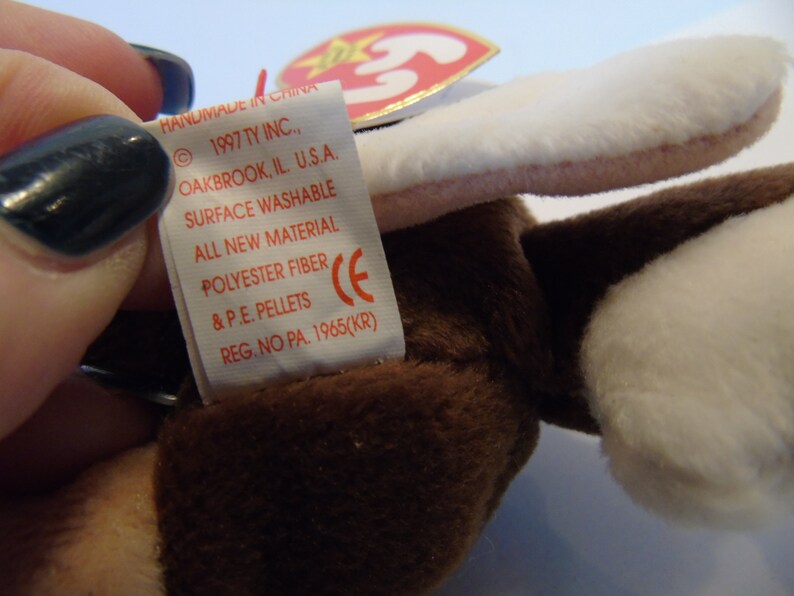 ty
HANDMADE IN CHINA
© 1997 TY INC.,
OAKBROOK, IL. U.S.A.
SURFACE WASHABLE
ALL NEW MATERIAL
POLYESTER FIBER
& P.E. PELLETS
CE
REG. NO PA. 1965(KR)